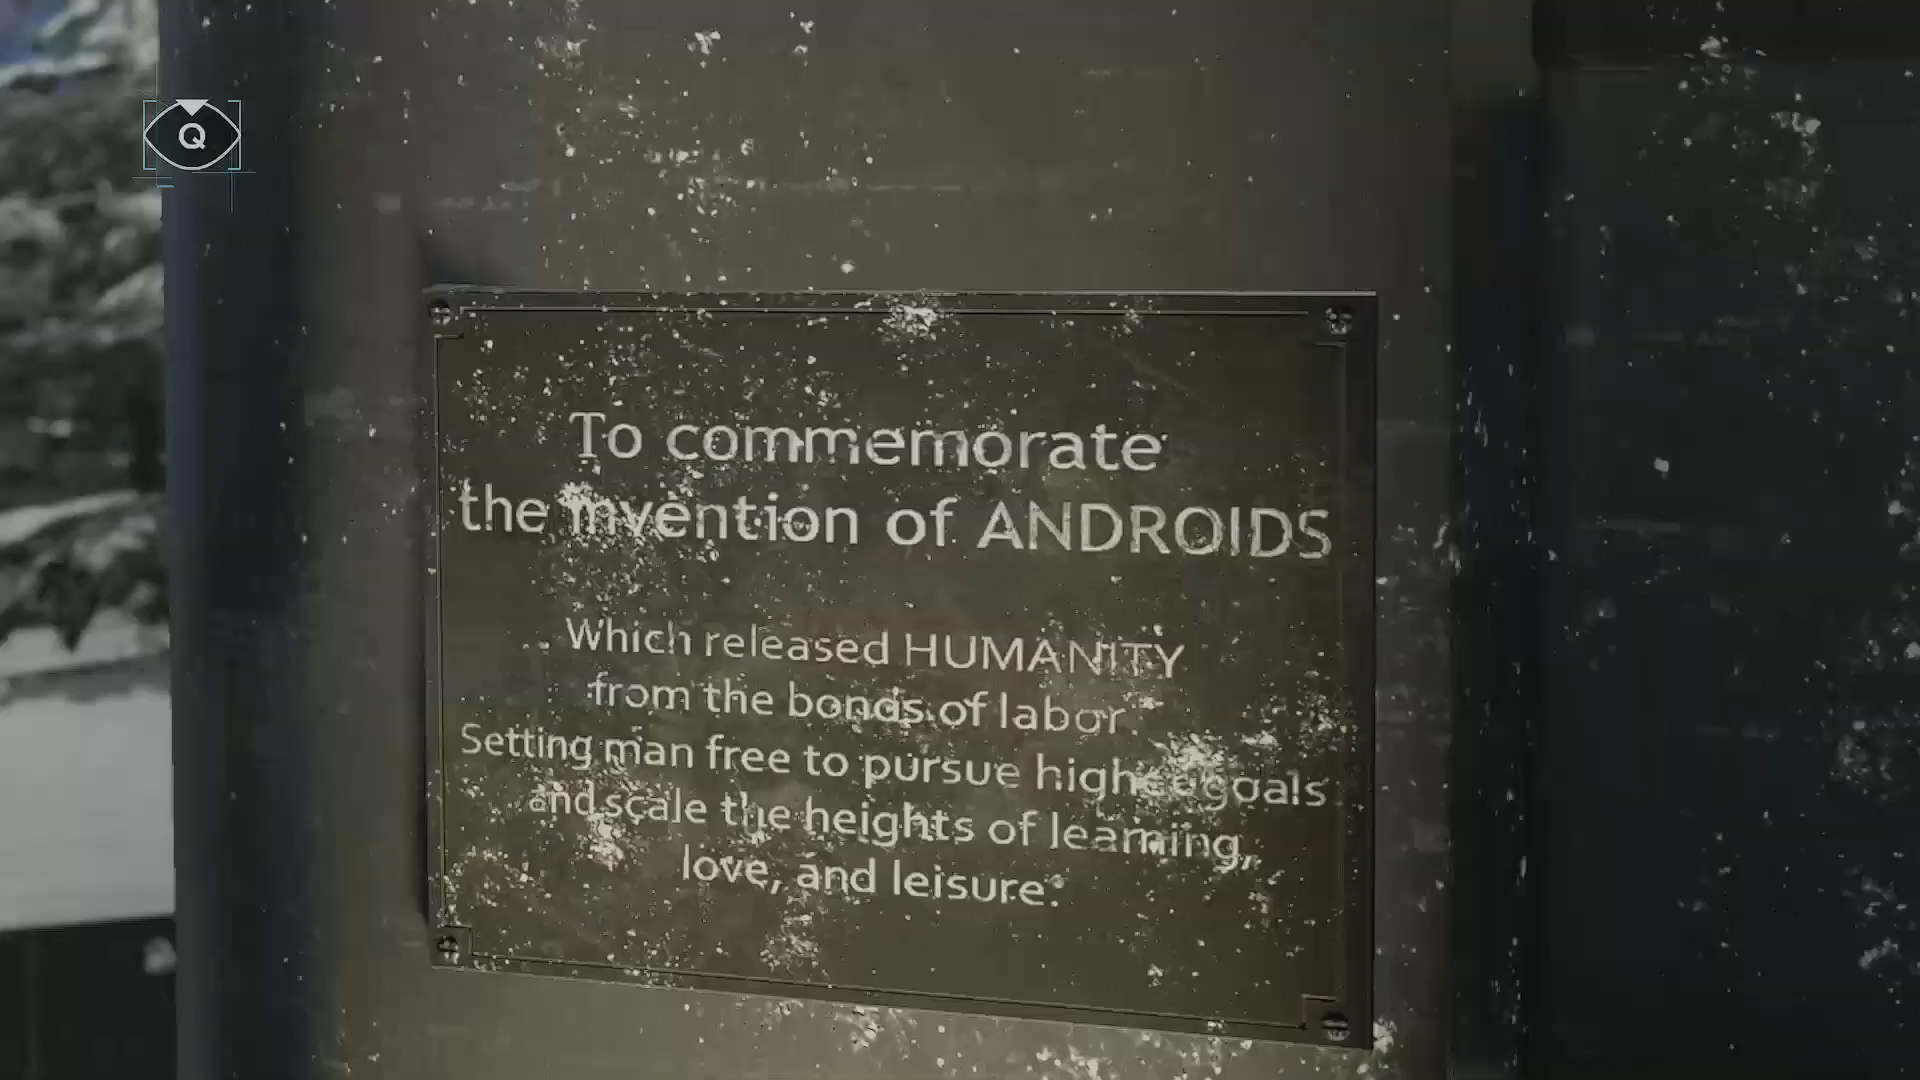 Q
To commemorate
the invention of ANDROIDS
Which released HUMANITY
from the bonds of labor.
Setting man free to pursue higher goals
and scale the heights of learning,
love, and leisure.